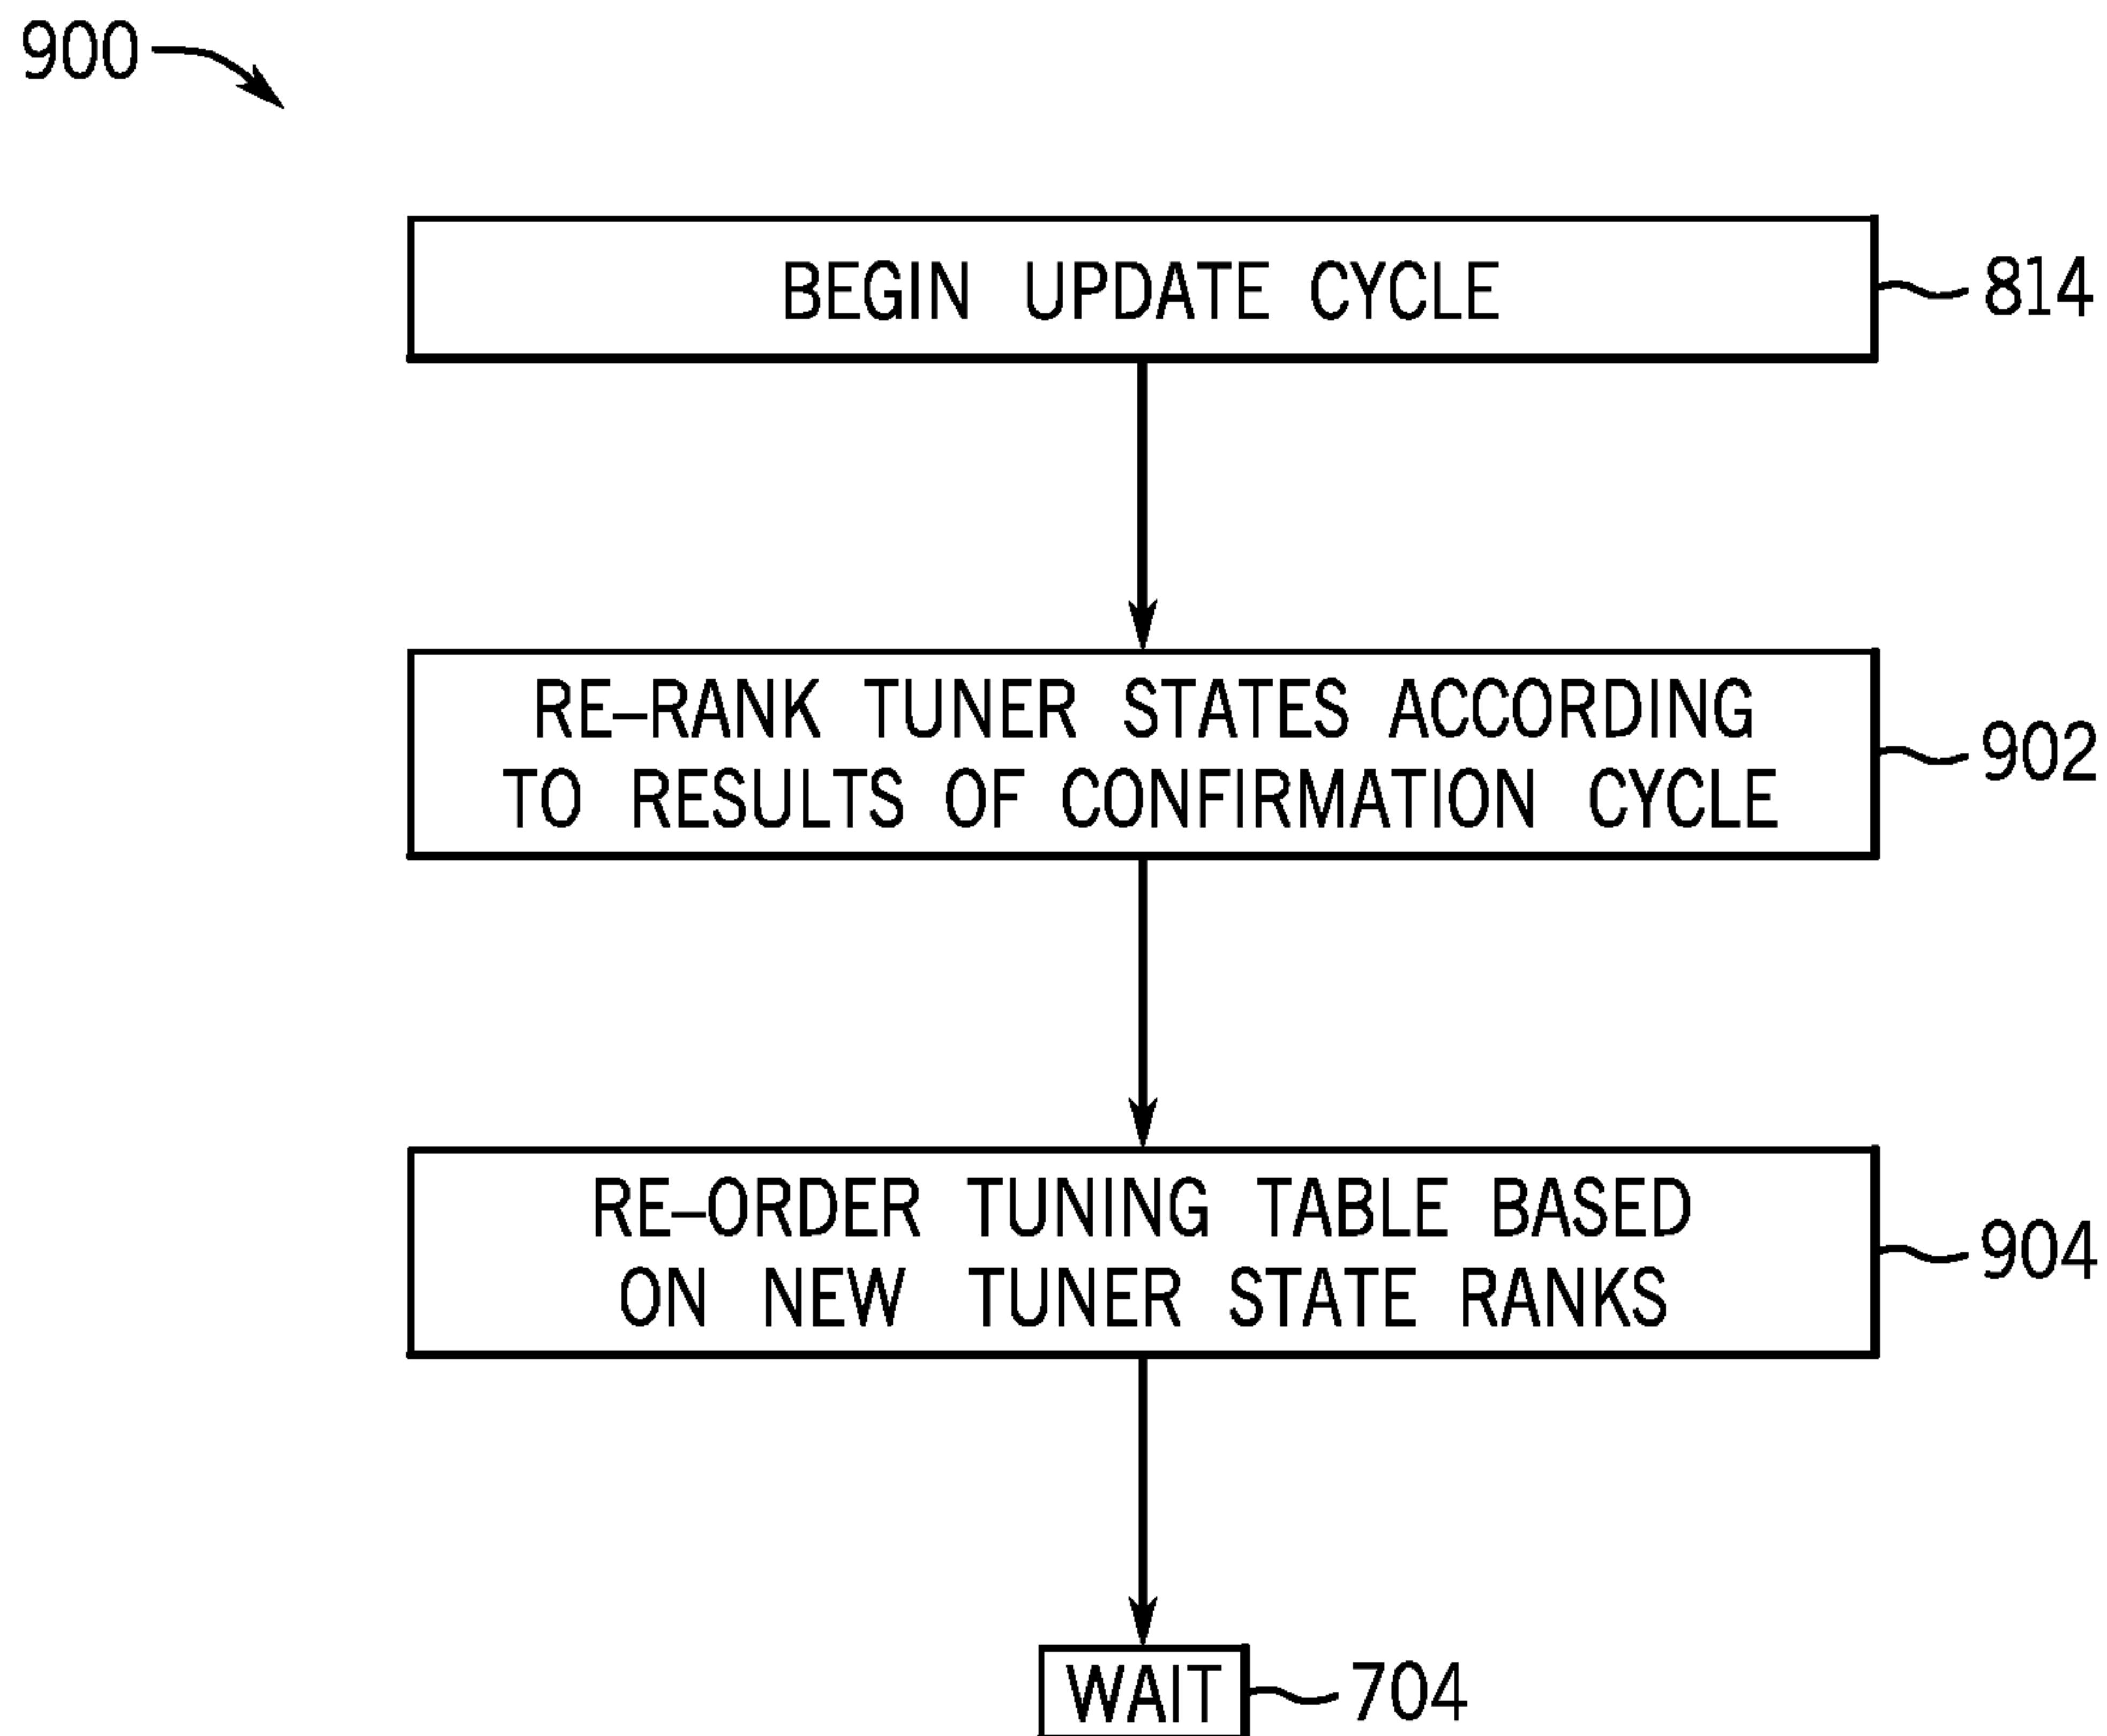 900
BEGIN UPDATE CYCLE
814
RE-RANK TUNER STATES ACCORDING
TO RESULTS OF CONFIRMATION CYCLE
902
RE-ORDER TUNING TABLE BASED
ON NEW TUNER STATE RANKS
904
WAIT
704